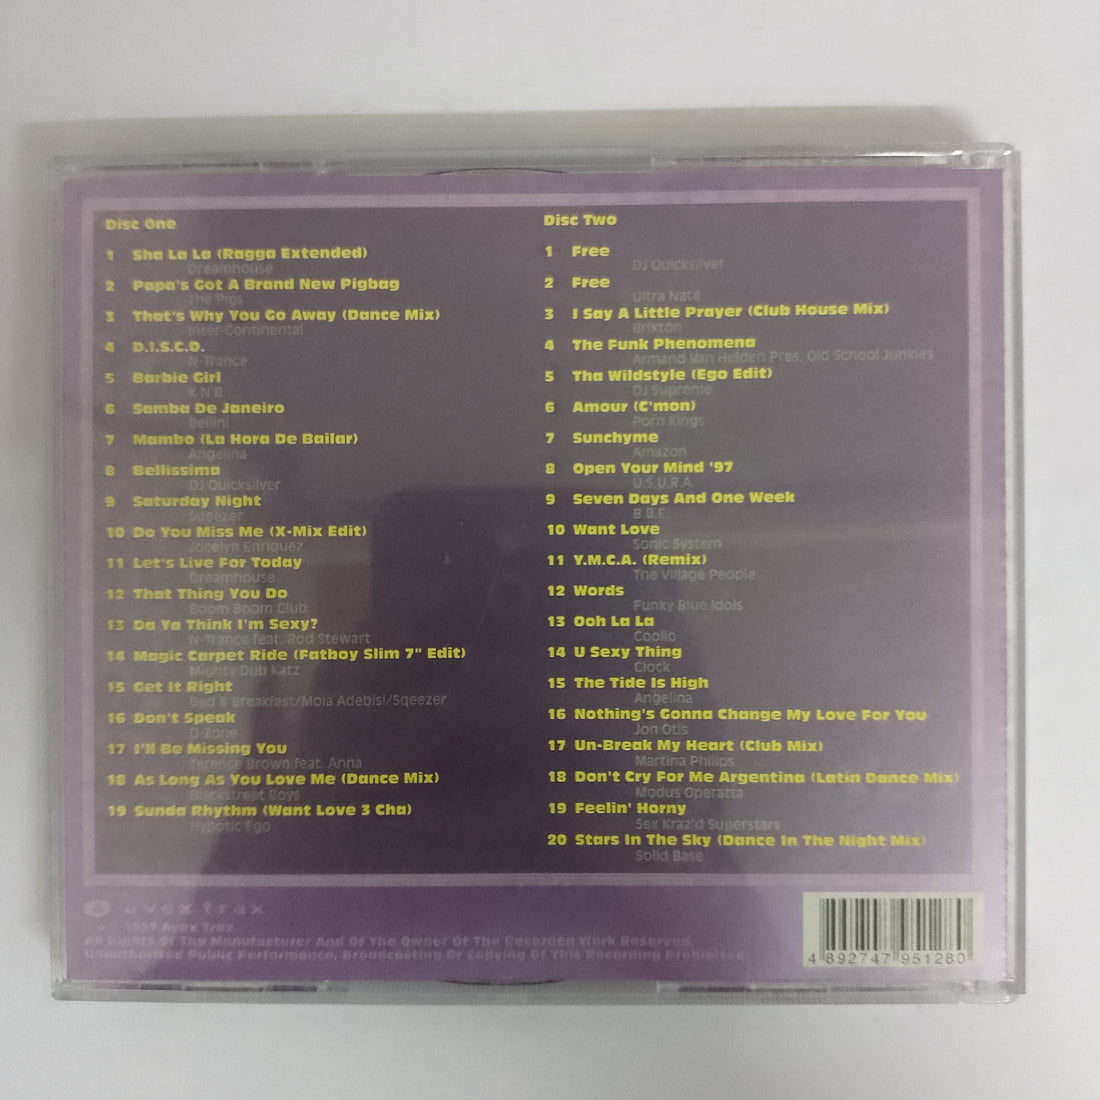 Disc One
1 Sha La La (Ragga Extended)
Dreamhouse
2 Papa's Got A Brand New Pigbag
The Pigs
3 That's Why You Go Away (Dance Mix)
Inter-Continental
4 D.I.S.C.O.
N-Trance
5 Barbie Girl
K'N'B
6 Samba De Janeiro
Bellini
7 Mambo (La Hora De Bailar)
Angelina
8 Bellissima
DJ Quicksilver
9 Saturday Night
Sqeezer
10 Do You Miss Me (X-Mix Edit)
Jocelyn Enriquez
11 Let's Live For Today
Dreamhouse
12 That Thing You Do
Boom Boom Club
13 Da Ya Think I'm Sexy?
N-Trance feat. Rod Stewart
14 Magic Carpet Ride (Fatboy Slim 7" Edit)
Mighty Dub Katz
15 Get It Right
Bed & Breakfast/Mola Adebisi/Sqeezer
16 Don't Speak
D-Zone
17 I'll Be Missing You
Terence Brown feat. Anna
18 As Long As You Love Me (Dance Mix)
Blackstreet Boys
19 Sunda Rhythm (Want Love 3 Cha)
Hypotic Ego
Disc Two
1 Free
DJ Quicksilver
2 Free
Ultra Nate
3 I Say A Little Prayer (Club House Mix)
Brixton
4 The Funk Phenomena
Armand Van Helden Pres. Old School Junkies
5 Tha Wildstyle (Ego Edit)
DJ Supreme
6 Amour (C'mon)
Porn Kings
7 Sunchyme
Amazon
8 Open Your Mind '97
U.S.U.R.A.
9 Seven Days And One Week
B.B.E.
10 Want Love
Sonic System
11 Y.M.C.A. (Remix)
The Village People
12 Words
Funky Blue Idols
13 Ooh La La
Coolio
14 U Sexy Thing
Clock
15 The Tide Is High
Angelina
16 Nothing's Gonna Change My Love For You
Jon Otis
17 Un-Break My Heart (Club Mix)
Martina Philips
18 Don't Cry For Me Argentina (Latin Dance Mix)
Modus Operatta
19 Feelin' Horny
Sex Kraz'd Superstars
20 Stars In The Sky (Dance In The Night Mix)
Solid Base
avex trax
1997 Avex Trax
All Rights Of The Manufacturer And Of The Owner Of The Recorded Work Reserved.
Unauthorized Public Performance, Broadcasting Or Copying Of This Recording Prohibited.
4 892747 951280